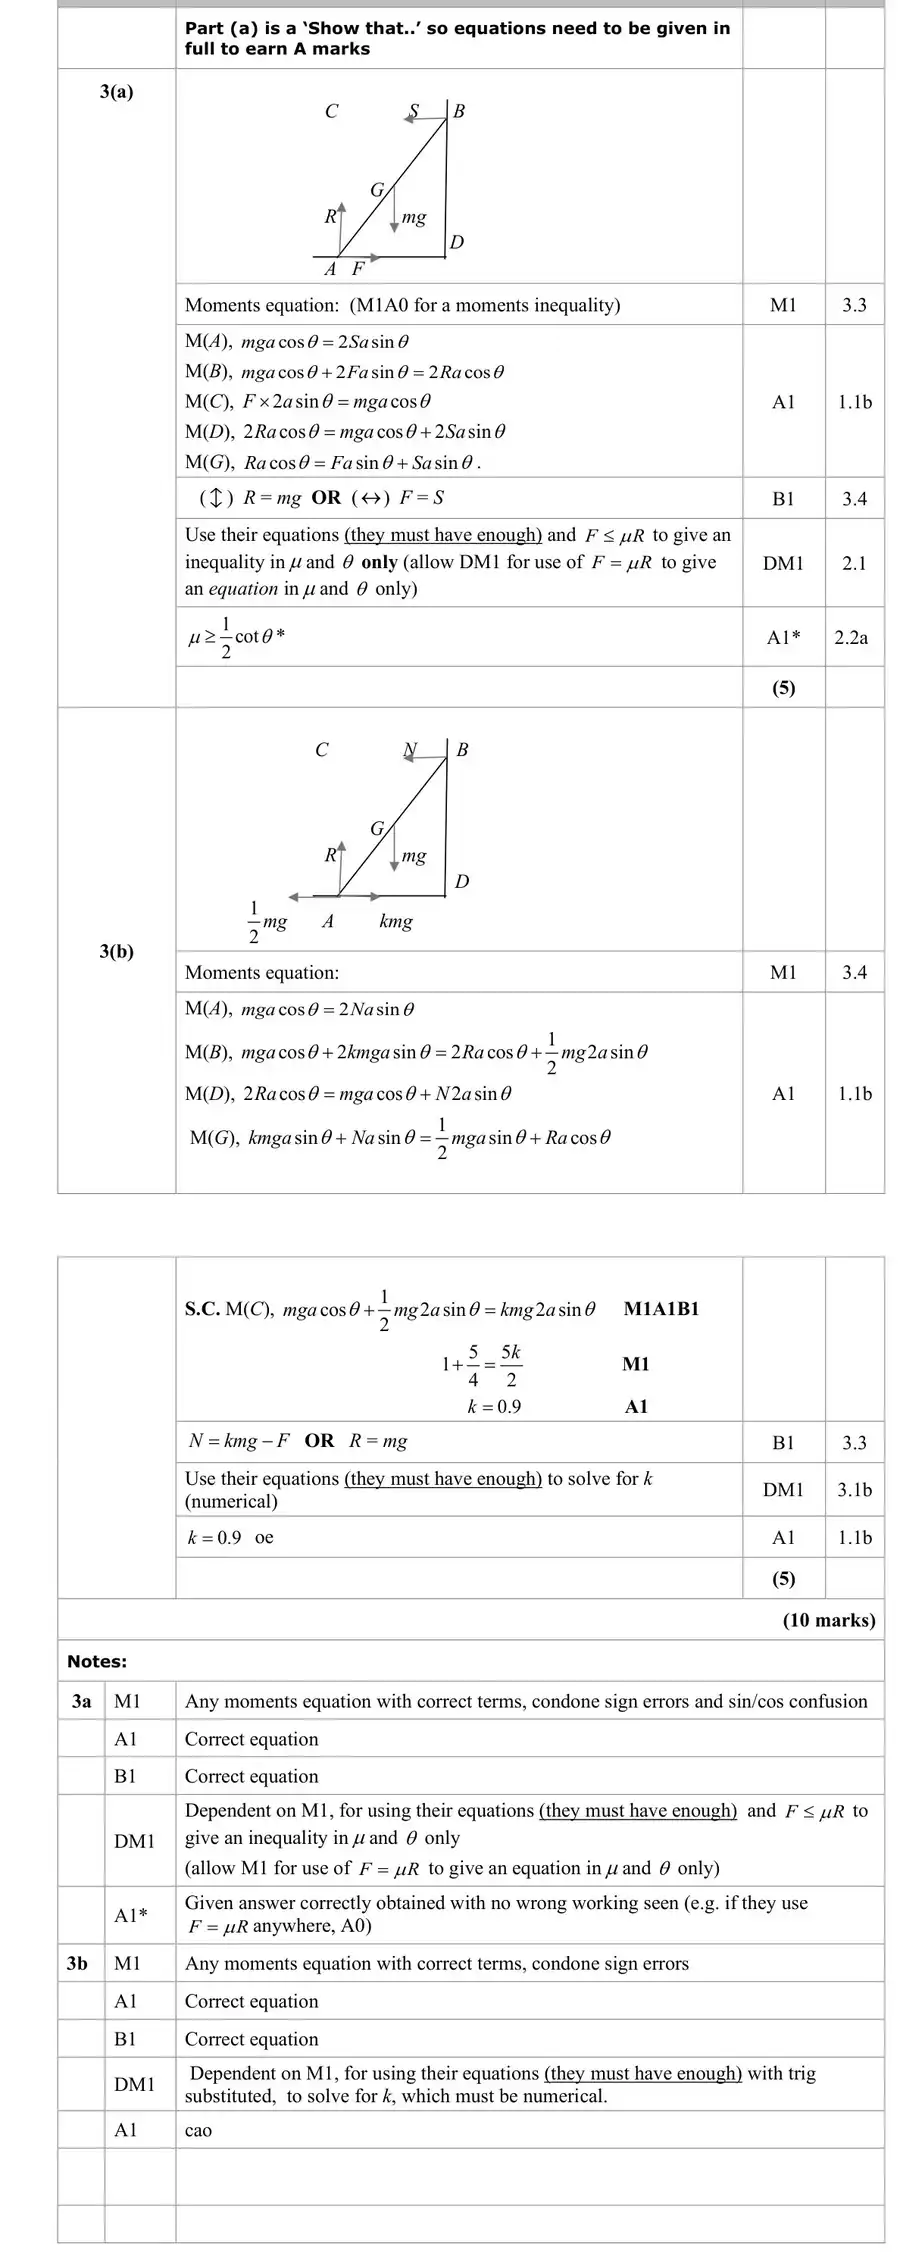 Part (a) is a ‘Show that..’ so equations need to be given in
full to earn A marks
3(a)
C S B
G
R mg
D
A F
Moments equation: (M1A0 for a moments inequality) M1 3.3
M(A), mga cos θ = 2Sa sin θ
M(B), mga cos θ + 2Fa sin θ = 2Ra cos θ
M(C), F × 2a sin θ = mga cos θ A1 1.1b
M(D), 2Ra cos θ = mga cos θ + 2Sa sin θ
M(G), Ra cos θ = Fa sin θ + Sa sin θ .
(↕) R = mg OR (↔) F = S B1 3.4
Use their equations (they must have enough) and F ≤ μR to give an
inequality in μ and θ only (allow DM1 for use of F = μR to give DM1 2.1
an equation in μ and θ only)
μ ≥ 1/2 cot θ * A1* 2.2a
(5)
C N B
G
R mg
D
1/2 mg A kmg
3(b)
Moments equation: M1 3.4
M(A), mga cos θ = 2Na sin θ
M(B), mga cos θ + 2kmga sin θ = 2Ra cos θ + 1/2 mg2a sin θ
M(D), 2Ra cos θ = mga cos θ + N2a sin θ A1 1.1b
M(G), kmga sin θ + Na sin θ = 1/2 mga sin θ + Ra cos θ
S.C. M(C), mga cos θ + 1/2 mg2a sin θ = kmg2a sin θ M1A1B1
1 + 5/4 = 5k/2 M1
k = 0.9 A1
N = kmg − F OR R = mg B1 3.3
Use their equations (they must have enough) to solve for k
(numerical) DM1 3.1b
k = 0.9 oe A1 1.1b
(5)
(10 marks)
Notes:
3a M1 Any moments equation with correct terms, condone sign errors and sin/cos confusion
A1 Correct equation
B1 Correct equation
DM1 Dependent on M1, for using their equations (they must have enough) and F ≤ μR to
give an inequality in μ and θ only
(allow M1 for use of F = μR to give an equation in μ and θ only)
A1* Given answer correctly obtained with no wrong working seen (e.g. if they use
F = μR anywhere, A0)
3b M1 Any moments equation with correct terms, condone sign errors
A1 Correct equation
B1 Correct equation
DM1 Dependent on M1, for using their equations (they must have enough) with trig
substituted, to solve for k, which must be numerical.
A1 cao